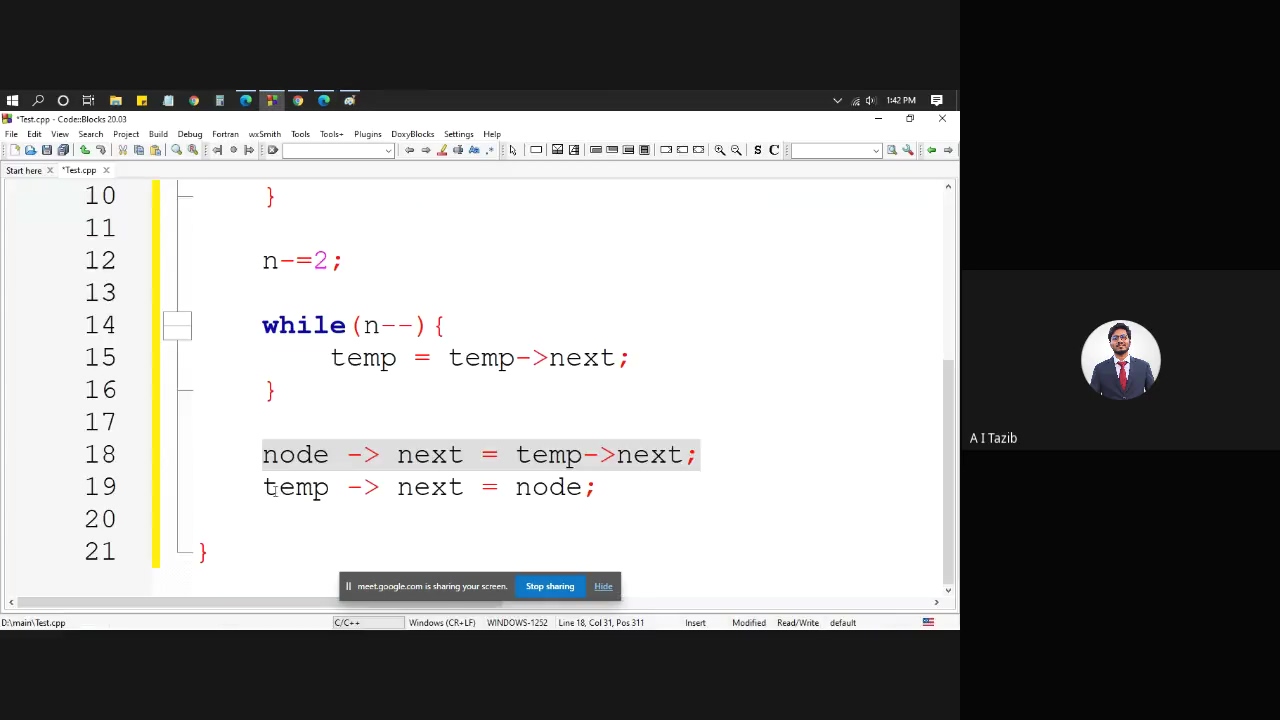 1:42 PM
*Test.cpp - Code::Blocks 20.03
File Edit View Search Project Build Debug Fortran wxSmith Tools Tools+ Plugins DoxyBlocks Settings Help
S C
Start here *Test.cpp
10 }
11
12 n-=2;
13
14 while(n--){
15 temp = temp->next;
16 }
17
18 node -> next = temp->next;
19 temp -> next = node;
20
21 }
meet.google.com is sharing your screen. Stop sharing Hide
D:\main\Test.cpp C/C++ Windows (CR+LF) WINDOWS-1252 Line 18, Col 31, Pos 311 Insert Modified Read/Write default
A I Tazib